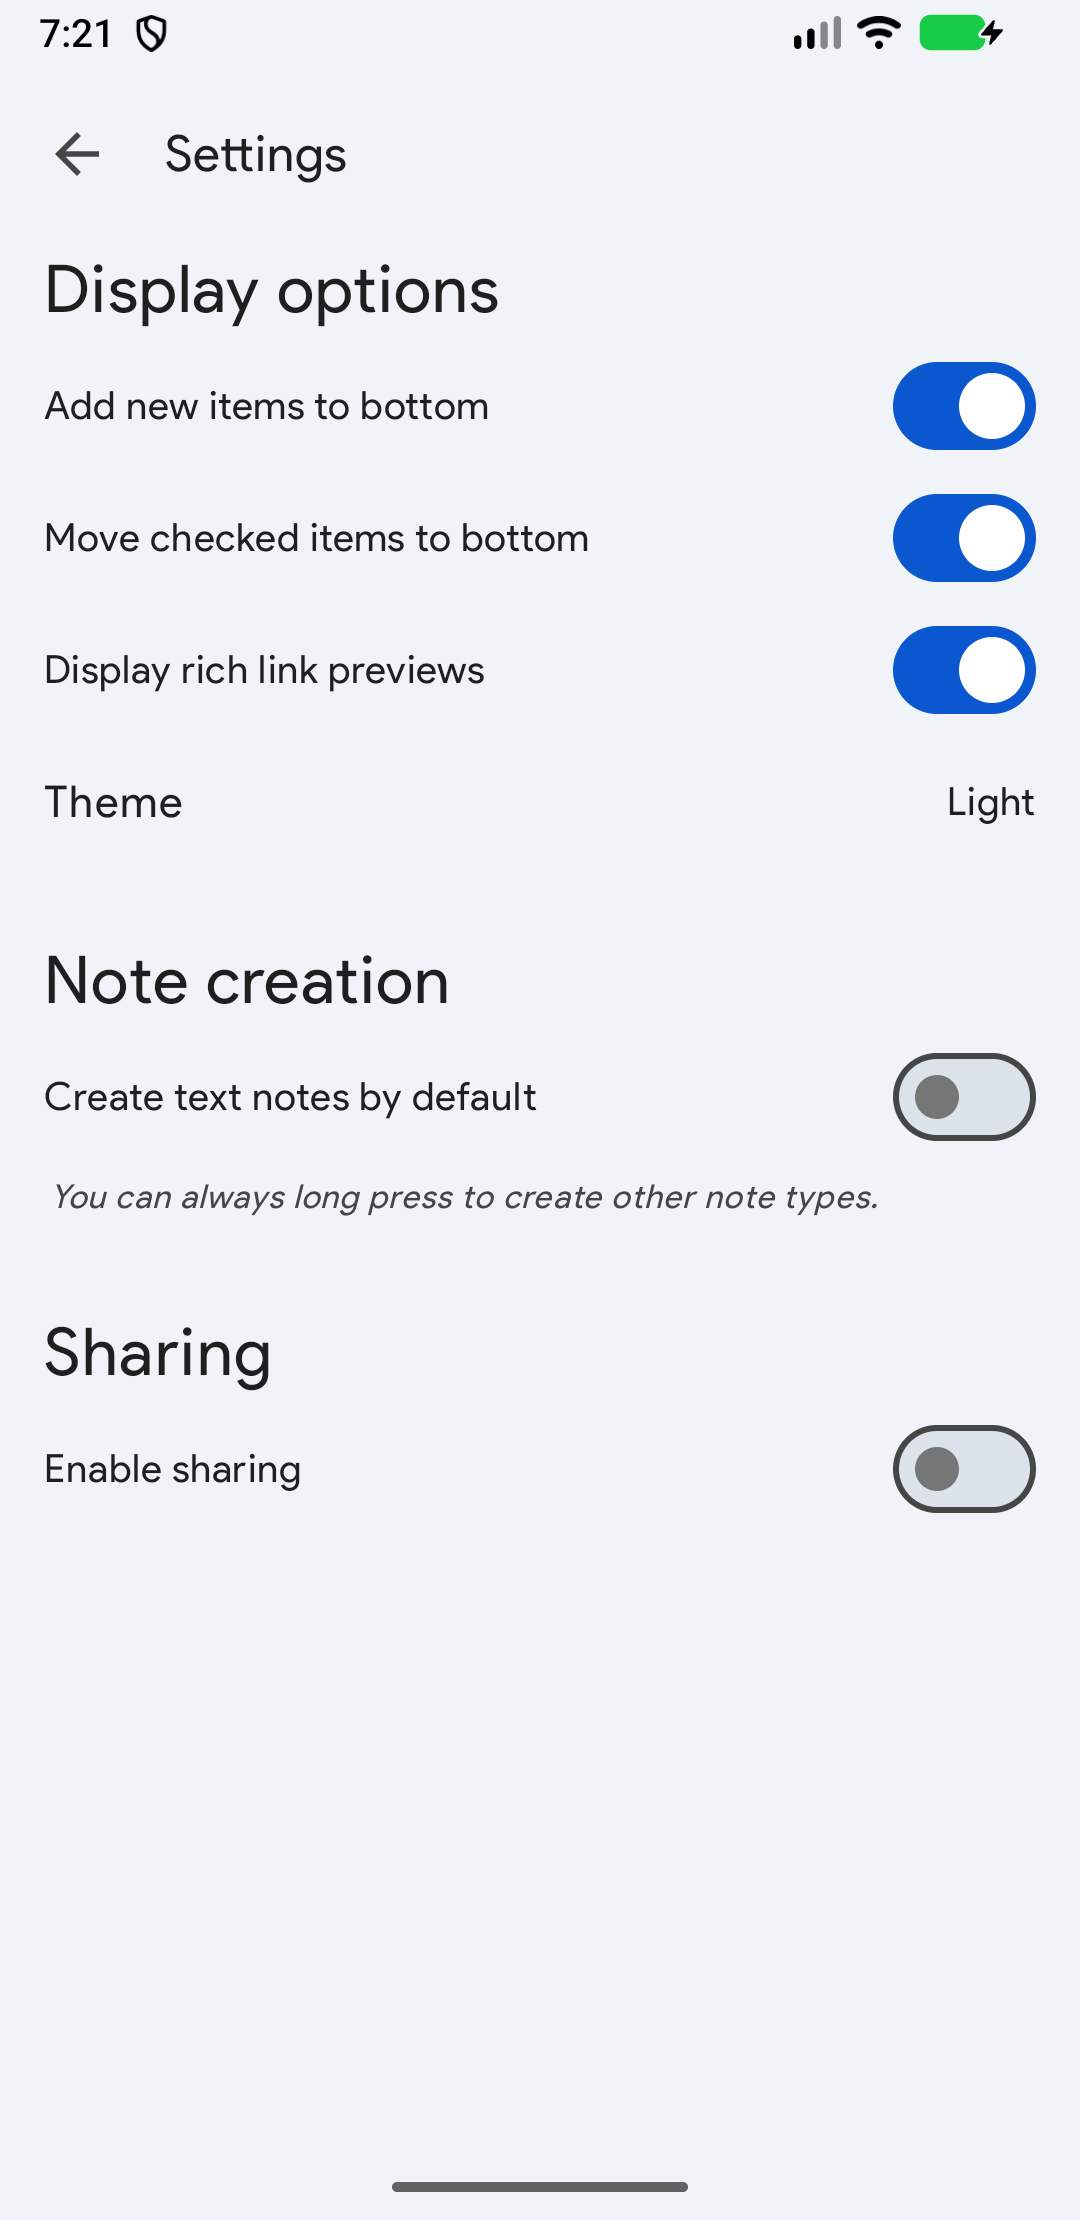 7:21
Settings
Display options
Add new items to bottom
Move checked items to bottom
Display rich link previews
Theme Light
Note creation
Create text notes by default
You can always long press to create other note types.
Sharing
Enable sharing